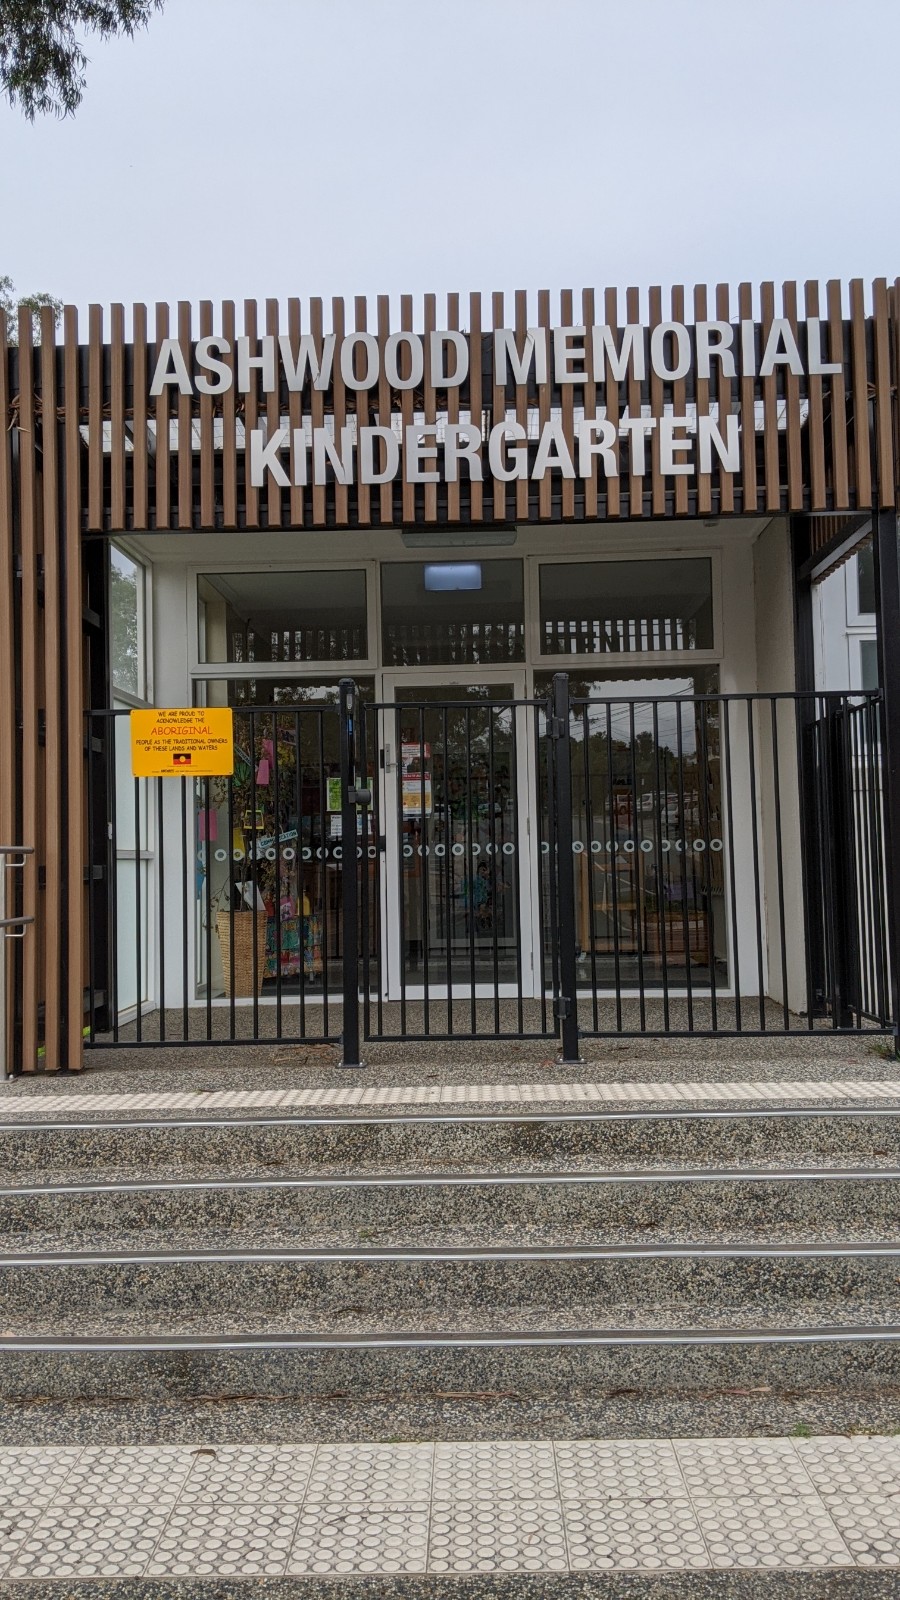 ASHWOOD MEMORIAL
KINDERGARTEN
WE ARE PROUD TO
ACKNOWLEDGE THE
ABORIGINAL
PEOPLE AS THE TRADITIONAL OWNERS
OF THESE LANDS AND WATERS